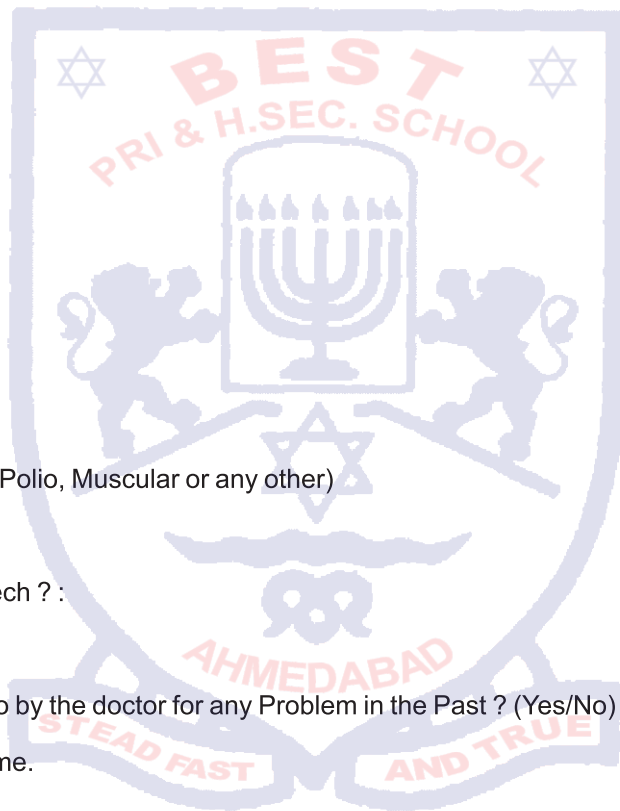 BEST
PRI & H.SEC. SCHOOL
Polio, Muscular or any other)
ech ? :
AHMEDABAD
o by the doctor for any Problem in the Past ? (Yes/No)
STEAD FAST AND TRUE
me.